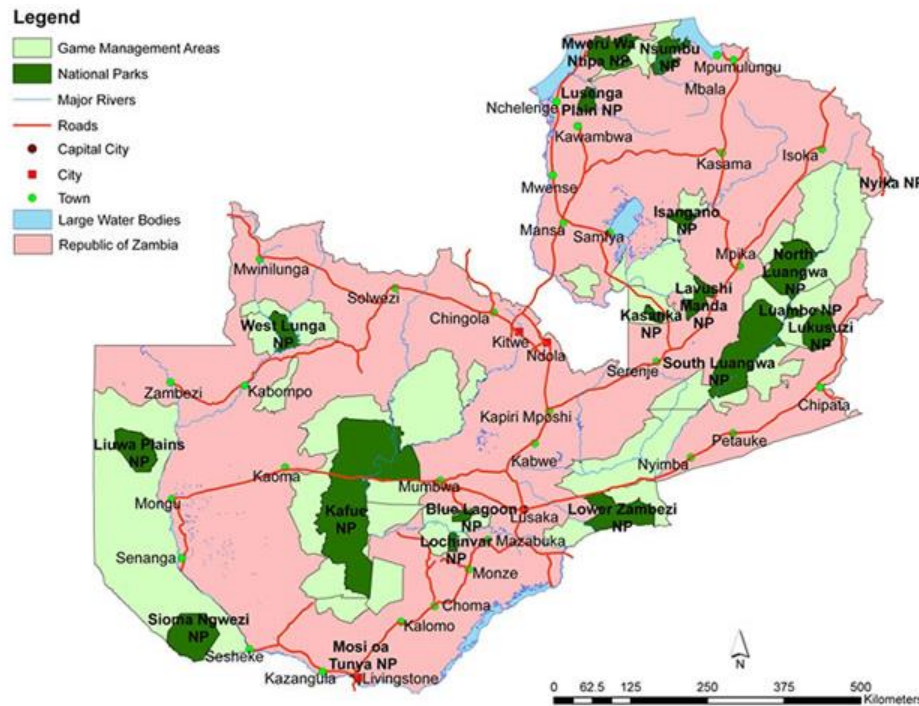 Legend
Game Management Areas
National Parks
Major Rivers
Roads
Capital City
City
Town
Large Water Bodies
Republic of Zambia
Mweru Wa
Ntipa NP
Nsumbu
NP
Mpumulungu
Mbala
Nchelenge
Lusenga
Plain NP
Kawambwa
Kasama
Isoka
Nyika NP
Mwense
Mansa
Samfya
Isangano
NP
Mpika
North
Luangwa
NP
Mwinilunga
Solwezi
Chingola
Kitwe
Ndola
West Lunga
NP
Kasanka
NP
Lavushi
Manda
NP
Luambo NP
Lukusuzi
NP
Serenje
South Luangwa
NP
Zambezi
Kabompo
Kapiri Mposhi
Chipata
Petauke
Nyimba
Kabwe
Liuwa Plains
NP
Kaoma
Mumbwa
Mongu
Kafue
NP
Blue Lagoon
NP
Lusaka
Lower Zambezi
NP
Lochinvar
NP
Mazabuka
Senanga
Monze
Choma
Kalomo
Sioma Ngwezi
NP
Sesheke
Mosi oa
Tunya NP
Kazangula
Livingstone
N
0 62.5 125 250 375 500
Kilometers